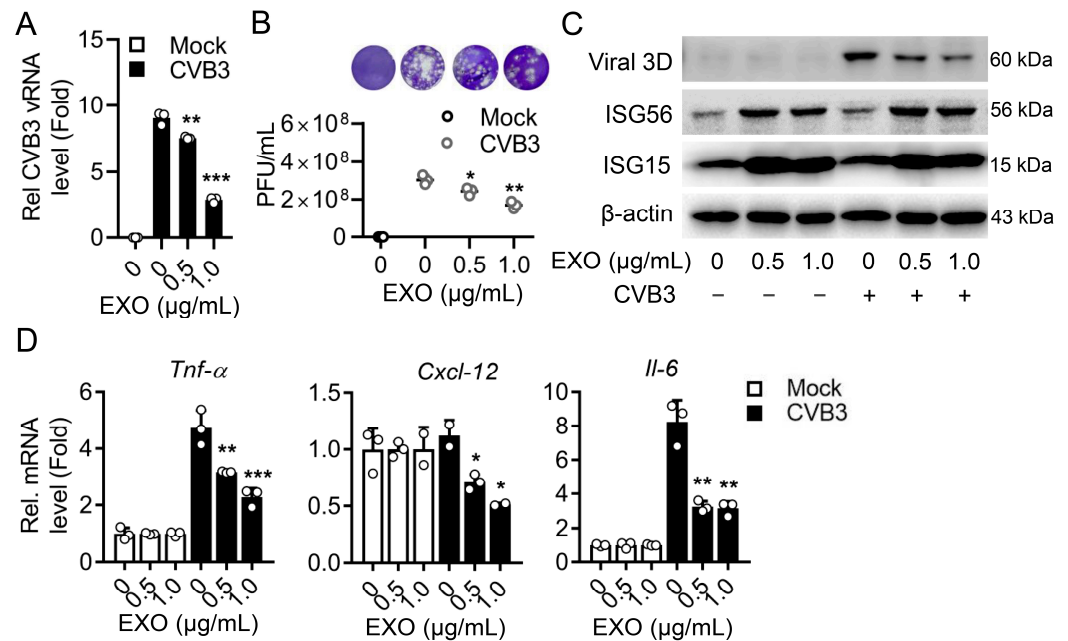 A
15
10
5
0
Rel CVB3 vRNA
level (Fold)
Mock
CVB3
**
***
0
0
0.5
1.0
EXO (μg/mL)
B
6×10⁸
4×10⁸
2×10⁸
0
PFU/mL
Mock
CVB3
*
**
0 0 0.5 1.0
EXO (μg/mL)
C
Viral 3D 60 kDa
ISG56 56 kDa
ISG15 15 kDa
β-actin 43 kDa
EXO (μg/mL) 0 0.5 1.0 0 0.5 1.0
CVB3 − − − + + +
D
Tnf-α
6
4
2
0
Rel. mRNA
level (Fold)
**
***
0 0.5 1.0 0 0.5 1.0
EXO (μg/mL)
Cxcl-12
1.5
1.0
0.5
0.0
*
*
0 0.5 1.0 0 0.5 1.0
EXO (μg/mL)
Il-6
10
8
6
4
2
0
** **
0 0.5 1.0 0 0.5 1.0
EXO (μg/mL)
Mock
CVB3